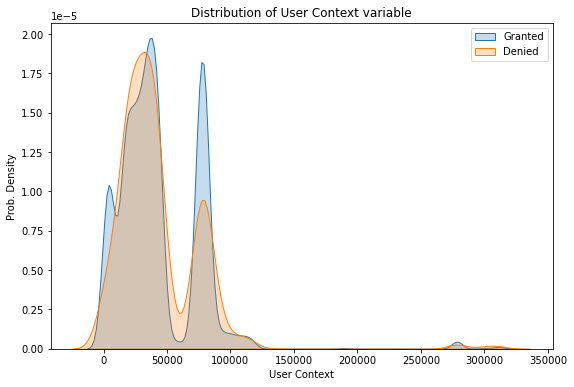 Distribution of User Context variable
1e−5
Granted
Denied
2.00
1.75
1.50
1.25
1.00
0.75
0.50
0.25
0.00
Prob. Density
0 50000 100000 150000 200000 250000 300000 350000
User Context